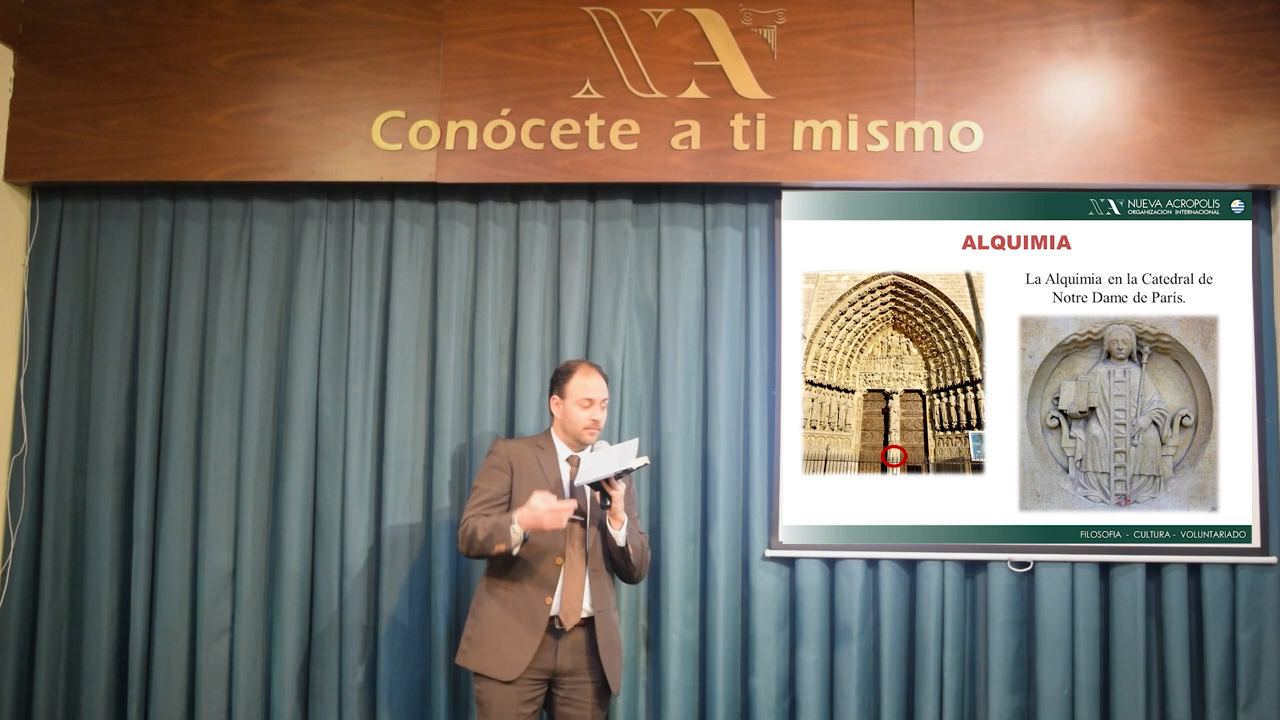 NA
Conócete a ti mismo
NUEVA ACROPOLIS
ORGANIZACION INTERNACIONAL
ALQUIMIA
La Alquimia en la Catedral de
Notre Dame de París.
FILOSOFIA - CULTURA - VOLUNTARIADO